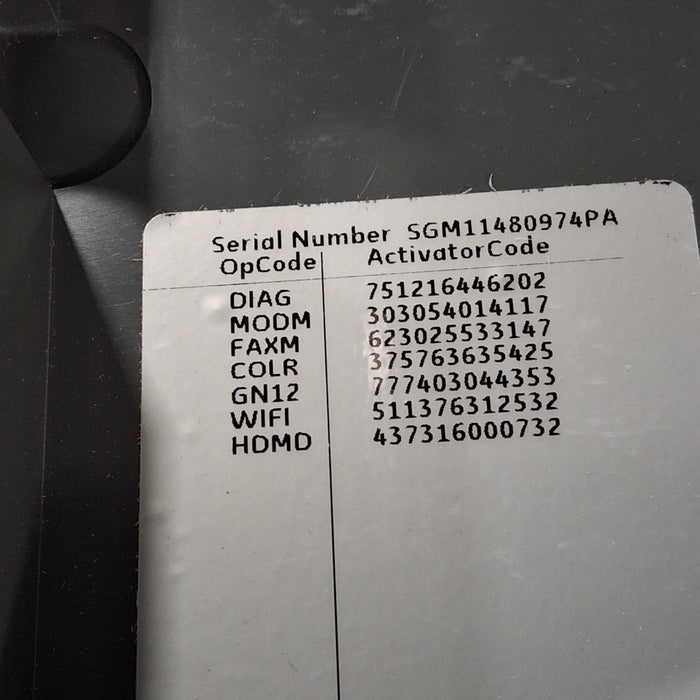 Serial Number SGM11480974PA
OpCode ActivatorCode
DIAG 751216446202
MODM 303054014117
FAXM 623025533147
COLR 375763635425
GN12 777403044353
WIFI 511376312532
HDMD 437316000732